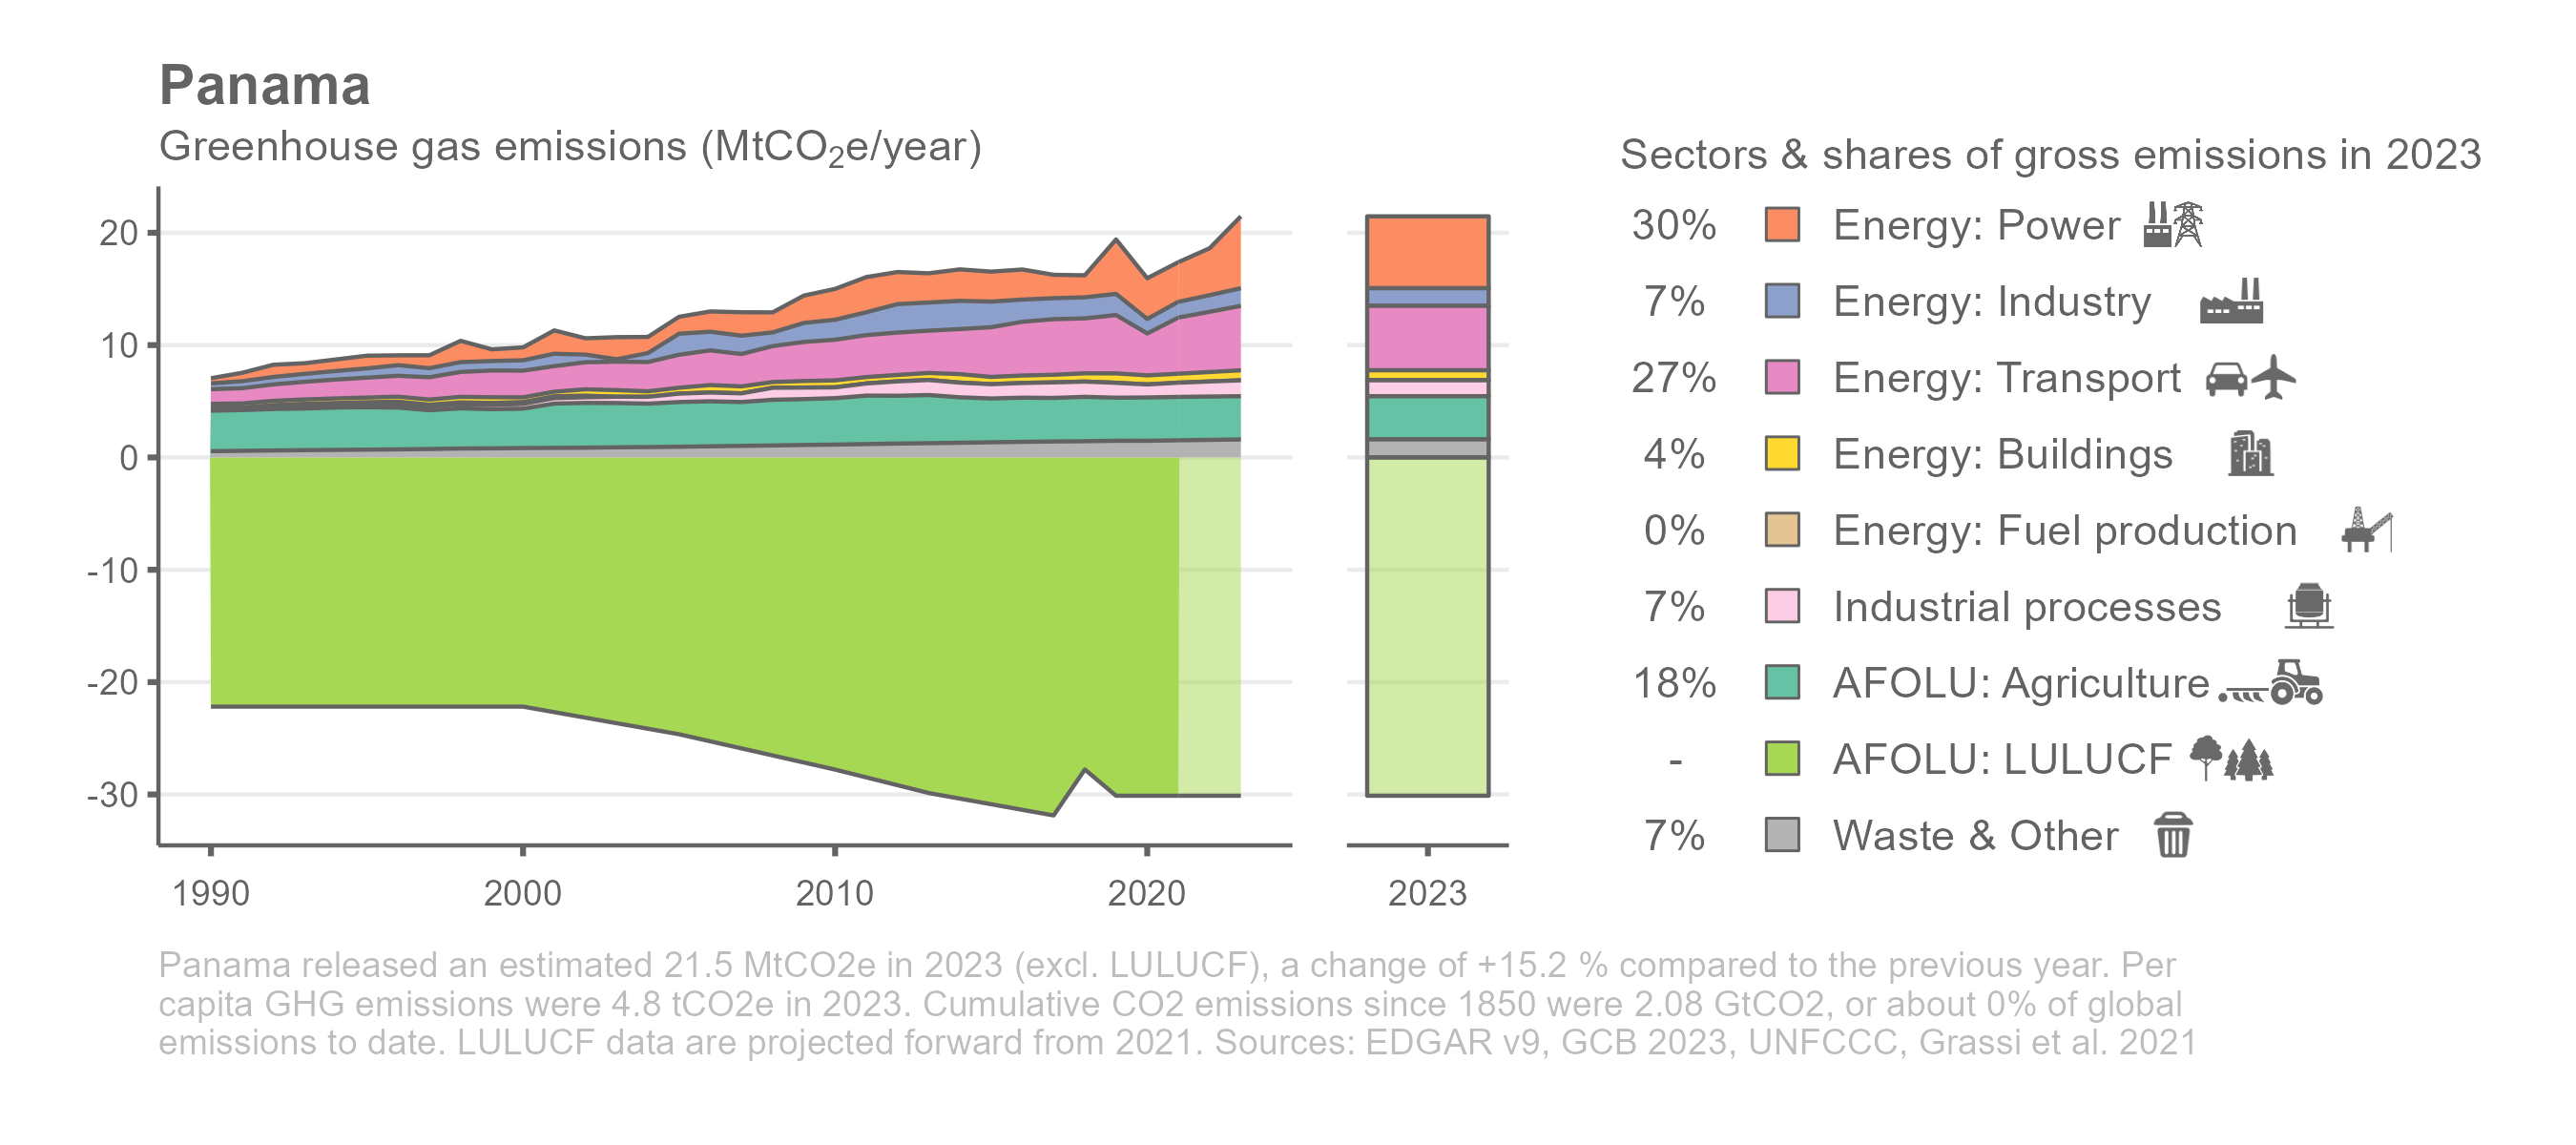 Panama
Greenhouse gas emissions (MtCO₂e/year)
20
10
0
-10
-20
-30
1990
2000
2010
2020
2023
Sectors & shares of gross emissions in 2023
30% Energy: Power
7% Energy: Industry
27% Energy: Transport
4% Energy: Buildings
0% Energy: Fuel production
7% Industrial processes
18% AFOLU: Agriculture
- AFOLU: LULUCF
7% Waste & Other
Panama released an estimated 21.5 MtCO2e in 2023 (excl. LULUCF), a change of +15.2 % compared to the previous year. Per
capita GHG emissions were 4.8 tCO2e in 2023. Cumulative CO2 emissions since 1850 were 2.08 GtCO2, or about 0% of global
emissions to date. LULUCF data are projected forward from 2021. Sources: EDGAR v9, GCB 2023, UNFCCC, Grassi et al. 2021